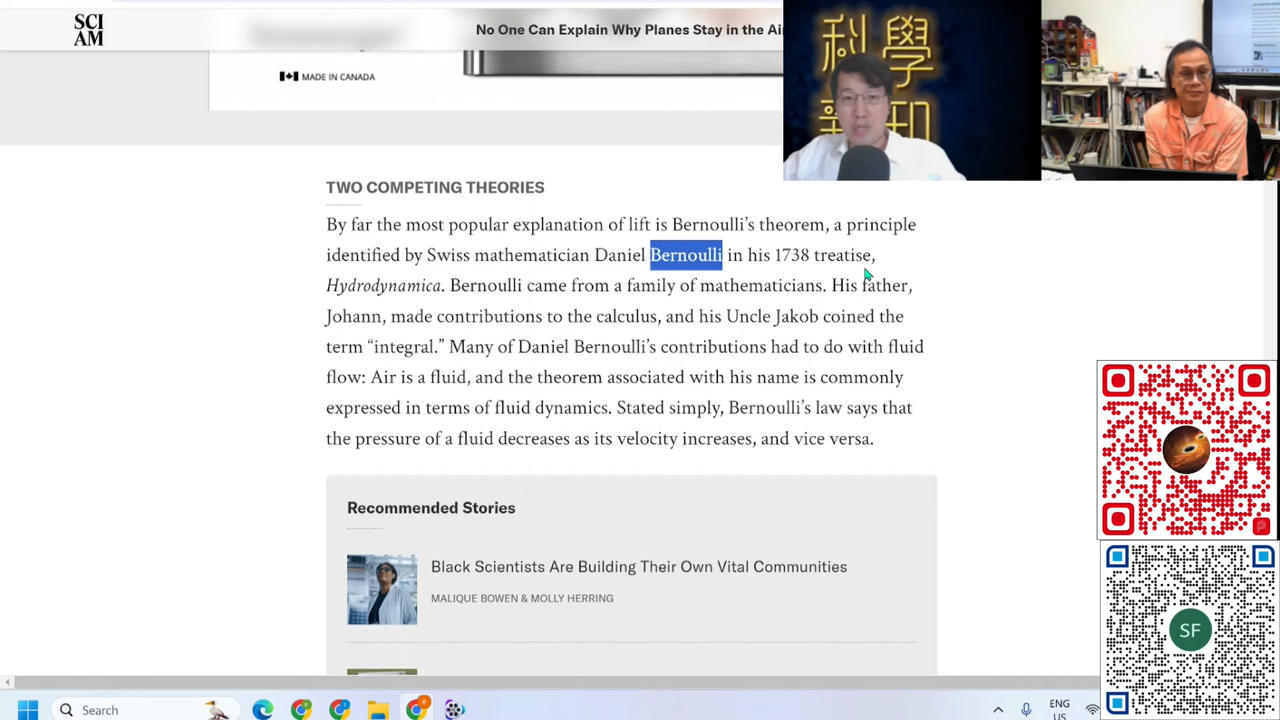 SCI
AM
No One Can Explain Why Planes Stay in the Air
MADE IN CANADA
科學
新知
TWO COMPETING THEORIES
By far the most popular explanation of lift is Bernoulli’s theorem, a principle
identified by Swiss mathematician Daniel Bernoulli in his 1738 treatise,
Hydrodynamica. Bernoulli came from a family of mathematicians. His father,
Johann, made contributions to the calculus, and his Uncle Jakob coined the
term “integral.” Many of Daniel Bernoulli’s contributions had to do with fluid
flow: Air is a fluid, and the theorem associated with his name is commonly
expressed in terms of fluid dynamics. Stated simply, Bernoulli’s law says that
the pressure of a fluid decreases as its velocity increases, and vice versa.
Recommended Stories
Black Scientists Are Building Their Own Vital Communities
MALIQUE BOWEN & MOLLY HERRING
SF
Search
ENG
US